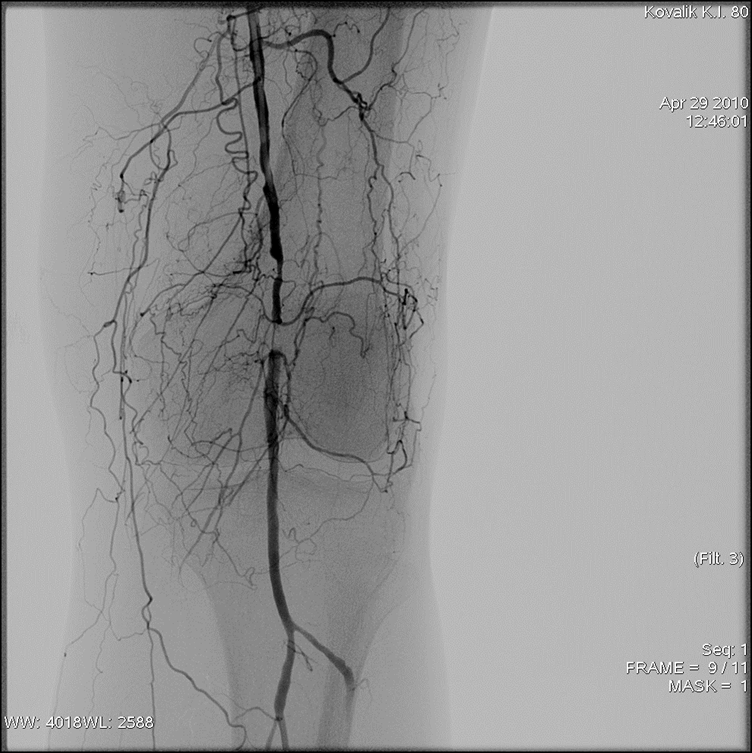 Kovalik K.I. 80
Apr 29 2010
12:46:01
(Filt. 3)
Seq: 1
FRAME = 9 / 11
MASK = 1
WW: 4018WL: 2588